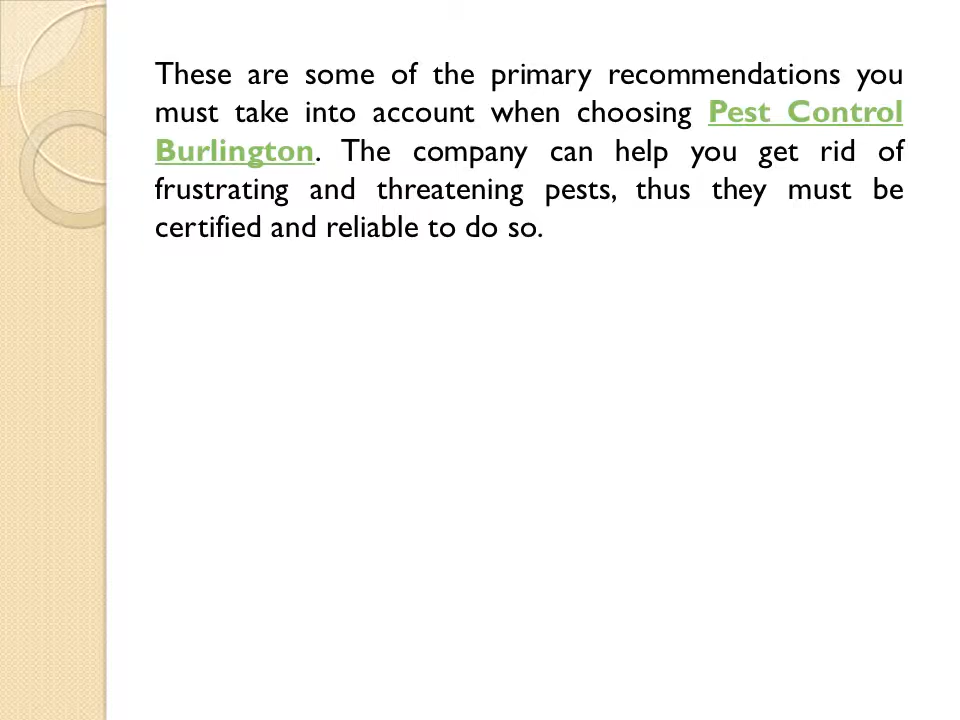 These are some of the primary recommendations you
must take into account when choosing Pest Control
Burlington. The company can help you get rid of
frustrating and threatening pests, thus they must be
certified and reliable to do so.